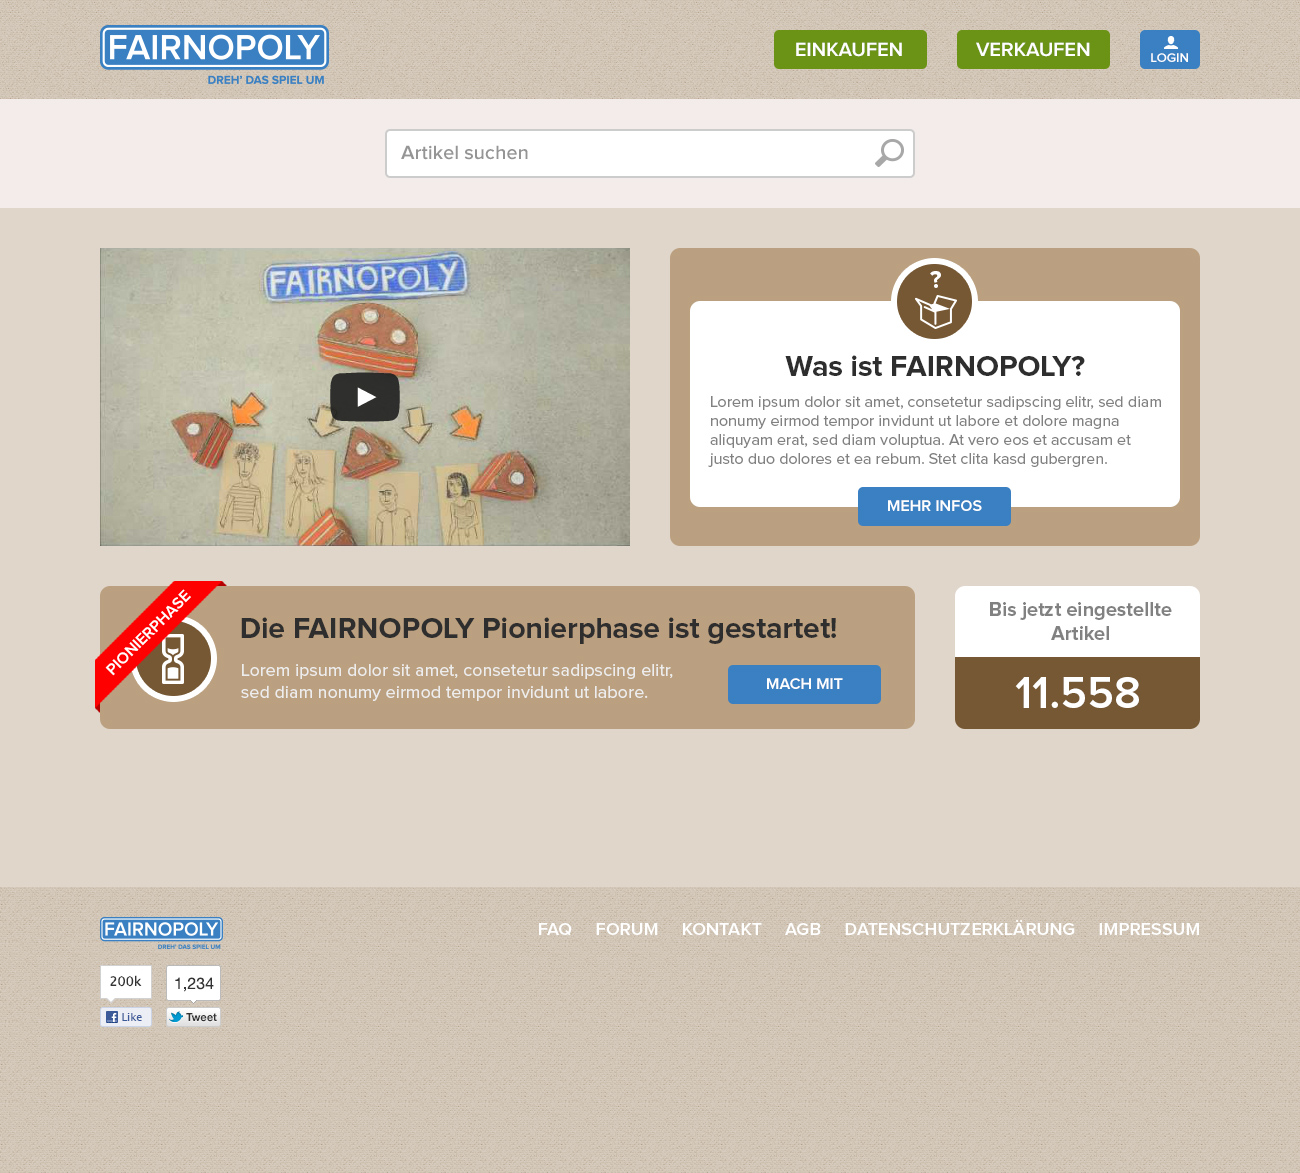 FAIRNOPOLY
DREH' DAS SPIEL UM
EINKAUFEN
VERKAUFEN
LOGIN
Artikel suchen
FAIRNOPOLY
?
Was ist FAIRNOPOLY?
Lorem ipsum dolor sit amet, consetetur sadipscing elitr, sed diam
nonumy eirmod tempor invidunt ut labore et dolore magna
aliquyam erat, sed diam voluptua. At vero eos et accusam et
justo duo dolores et ea rebum. Stet clita kasd gubergren.
MEHR INFOS
PIONIERPHASE
Die FAIRNOPOLY Pionierphase ist gestartet!
Lorem ipsum dolor sit amet, consetetur sadipscing elitr,
sed diam nonumy eirmod tempor invidunt ut labore.
MACH MIT
Bis jetzt eingestellte
Artikel
11.558
FAIRNOPOLY
DREH' DAS SPIEL UM
FAQ
FORUM
KONTAKT
AGB
DATENSCHUTZERKLÄRUNG
IMPRESSUM
200k
1,234
Like
Tweet